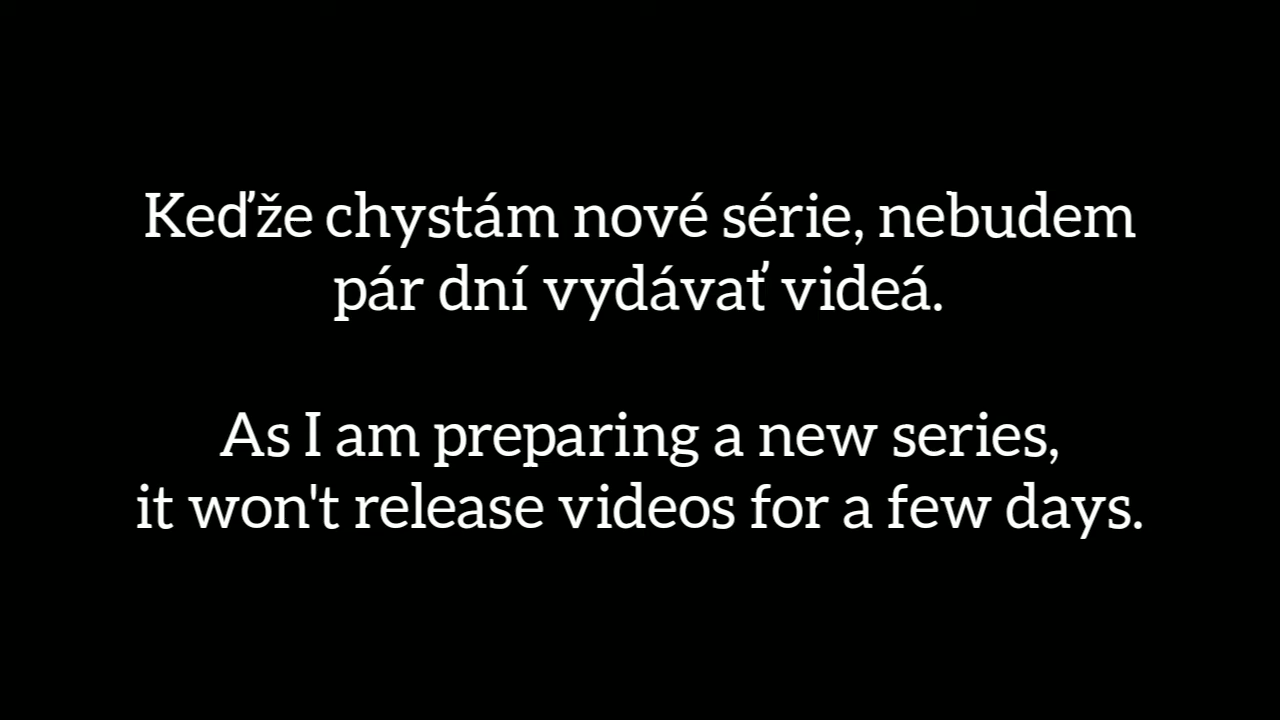 Keďže chystám nové série, nebudem
pár dní vydávať videá.
As I am preparing a new series,
it won't release videos for a few days.